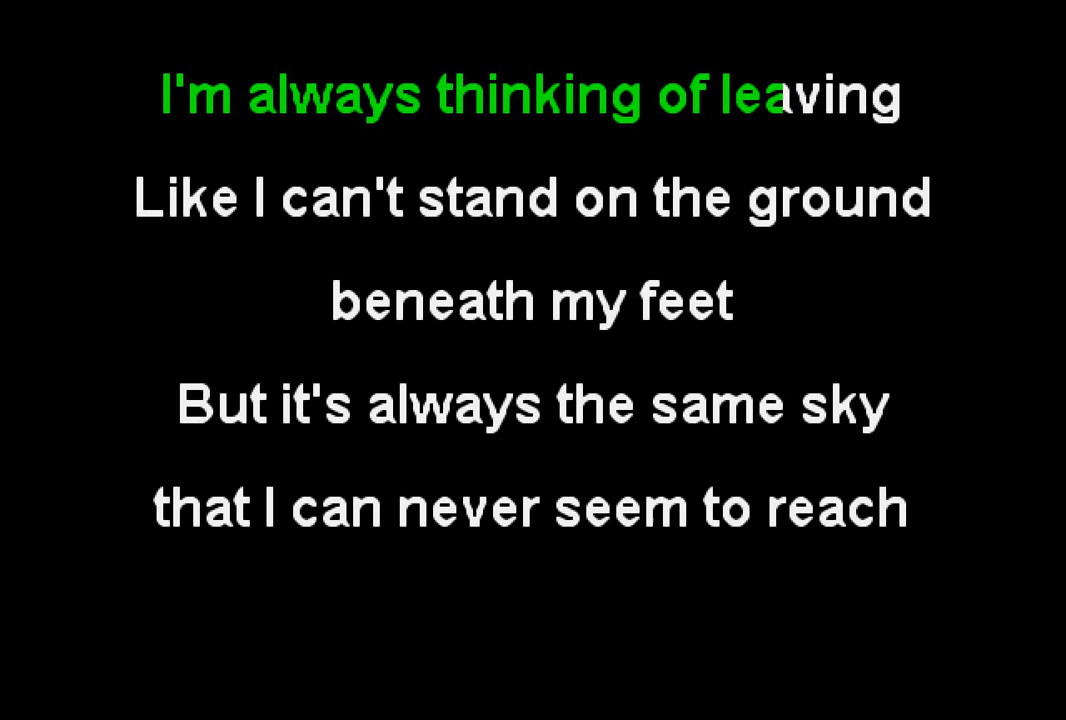 I'm always thinking of leaving
Like I can't stand on the ground
beneath my feet
But it's always the same sky
that I can never seem to reach